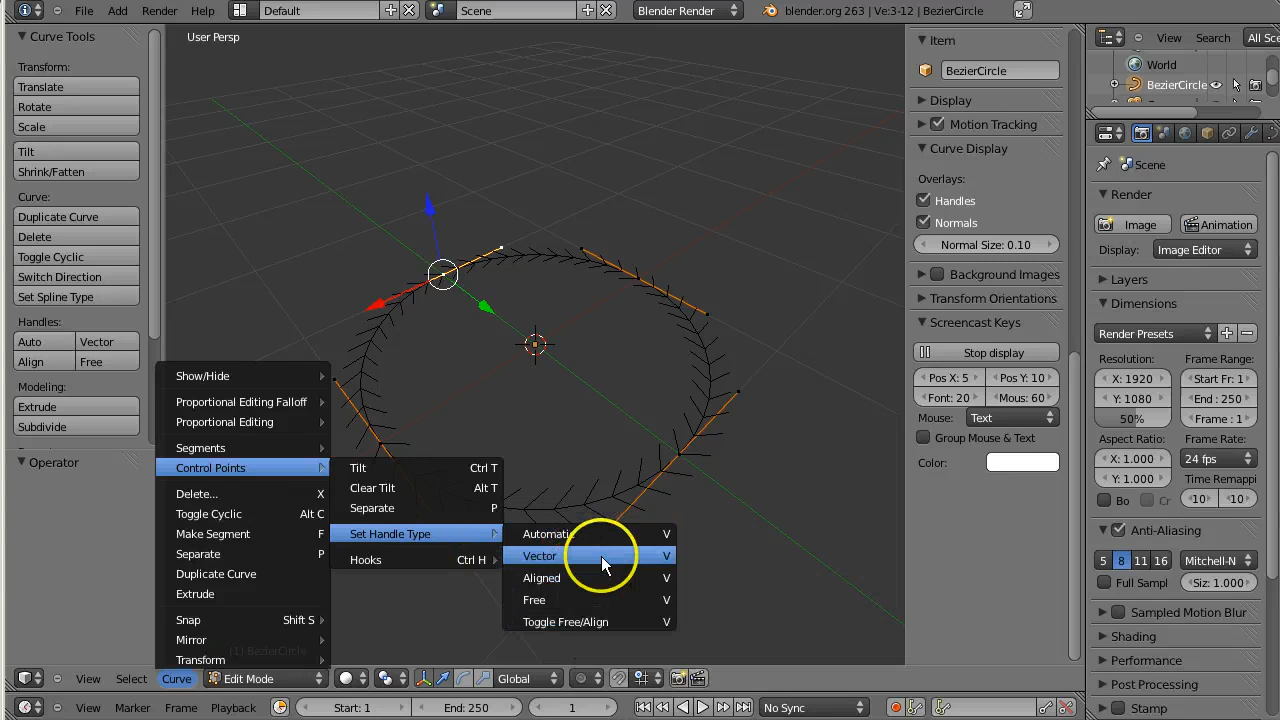 File Add Render Help Default Scene Blender Render blender.org 263 | Ve:3-12 | BezierCircle
Curve Tools
Transform:
Translate
Rotate
Scale
Tilt
Shrink/Fatten
Curve:
Duplicate Curve
Delete
Toggle Cyclic
Switch Direction
Set Spline Type
Handles:
Auto Vector
Align Free
Modeling:
Extrude
Subdivide
Operator
User Persp
Show/Hide
Proportional Editing Falloff
Proportional Editing
Segments
Control Points
Delete... X
Toggle Cyclic Alt C
Make Segment F
Separate P
Duplicate Curve
Extrude
Snap Shift S
Mirror
Transform
(1) BezierCircle
Tilt Ctrl T
Clear Tilt Alt T
Separate P
Set Handle Type
Hooks Ctrl H
Automatic V
Vector V
Aligned V
Free V
Toggle Free/Align V
View Select Curve Edit Mode Global
Item
BezierCircle
Display
Motion Tracking
Curve Display
Overlays:
Handles
Normals
Normal Size: 0.10
Background Images
Transform Orientations
Screencast Keys
Stop display
Pos X: 5 Pos Y: 10
Font: 20 Mous: 60
Mouse: Text
Group Mouse & Text
Color:
View Search All Sce
World
BezierCircle
Scene
Render
Image Animation
Display: Image Editor
Layers
Dimensions
Render Presets
Resolution: Frame Range:
X: 1920 Start Fr: 1
Y: 1080 End : 250
50% Frame : 1
Aspect Ratio: Frame Rate:
X: 1.000 24 fps
Y: 1.000 Time Remappi
Bo Cr 10 10
Anti-Aliasing
5 8 11 16 Mitchell-N
Full Sampl Siz: 1.000
Sampled Motion Blur
Shading
Performance
Post Processing
Stamp
View Marker Frame Playback Start: 1 End: 250 1 No Sync